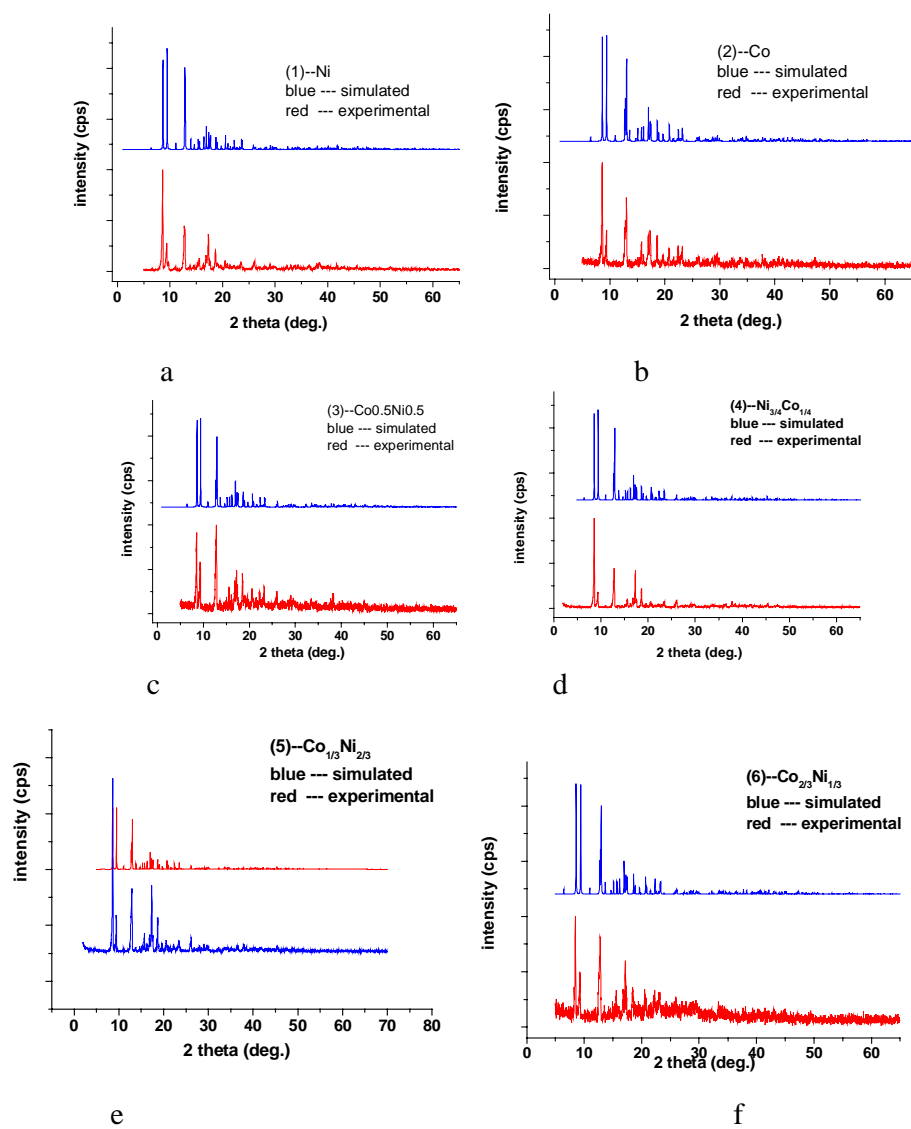 (1)--Ni
blue --- simulated
red --- experimental
intensity (cps)
0 10 20 30 40 50 60
2 theta (deg.)
a
(2)--Co
blue --- simulated
red --- experimental
intensity (cps)
0 10 20 30 40 50 60
2 theta (deg.)
b
(3)--Co0.5Ni0.5
blue --- simulated
red --- experimental
intensity (cps)
0 10 20 30 40 50 60
2 theta (deg.)
c
(4)--Ni3/4Co1/4
blue --- simulated
red --- experimental
intensity (cps)
0 10 20 30 40 50 60
2 theta (deg.)
d
(5)--Co1/3Ni2/3
blue --- simulated
red --- experimental
intensity (cps)
0 10 20 30 40 50 60 70 80
2 theta (deg.)
e
(6)--Co2/3Ni1/3
blue --- simulated
red --- experimental
intensity (cps)
0 10 20 30 40 50 60
2 theta (deg.)
f